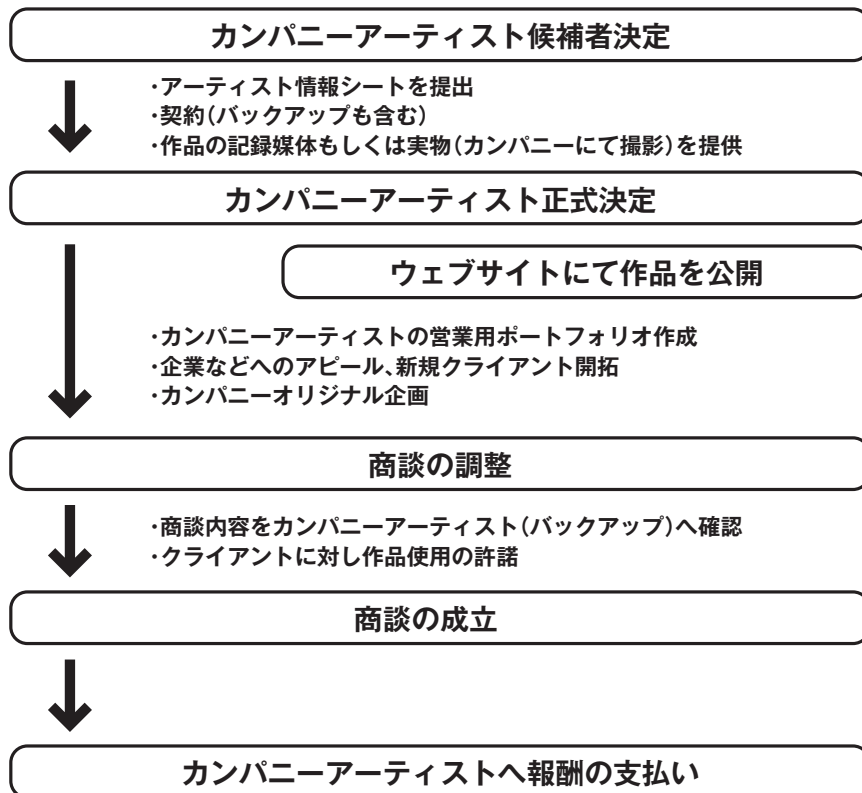 カンパニーアーティスト候補者決定
・アーティスト情報シートを提出
・契約(バックアップも含む)
・作品の記録媒体もしくは実物(カンパニーにて撮影)を提供
カンパニーアーティスト正式決定
ウェブサイトにて作品を公開
・カンパニーアーティストの営業用ポートフォリオ作成
・企業などへのアピール、新規クライアント開拓
・カンパニーオリジナル企画
商談の調整
・商談内容をカンパニーアーティスト(バックアップ)へ確認
・クライアントに対し作品使用の許諾
商談の成立
カンパニーアーティストへ報酬の支払い